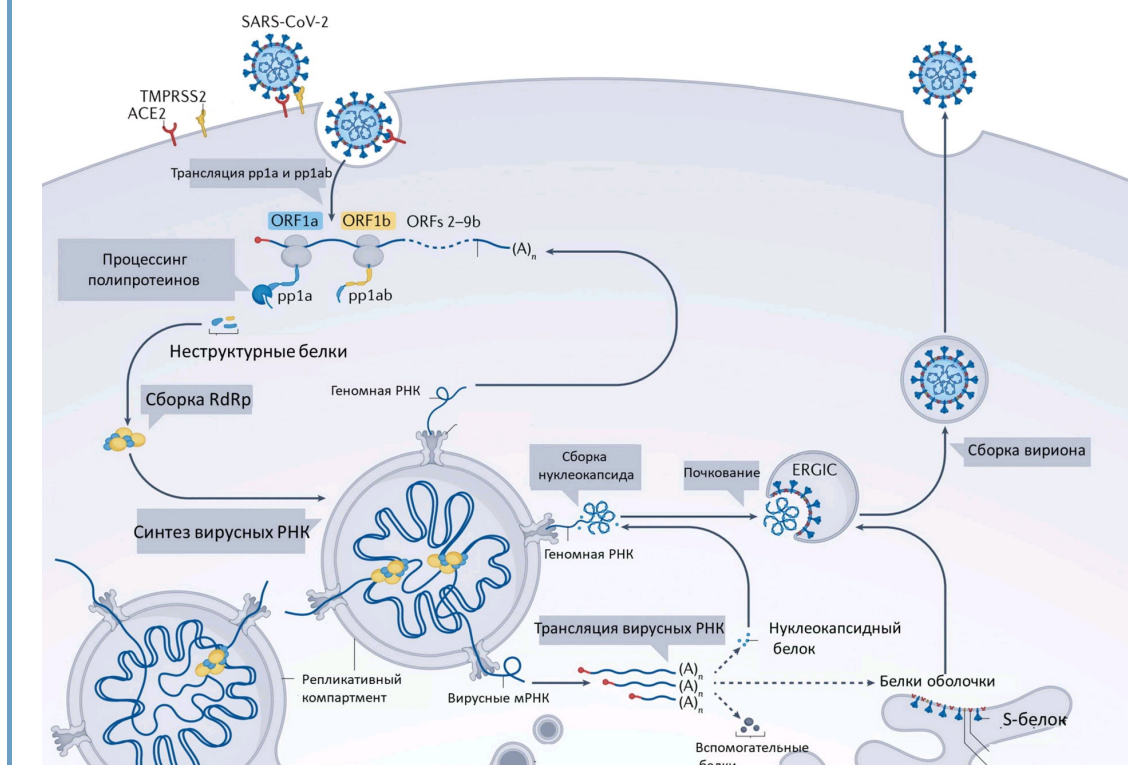 SARS-CoV-2
TMPRSS2
ACE2
Трансляция pp1a и pp1ab
ORF1a
ORF1b
ORFs 2–9b
(A)n
Процессинг
полипротеинов
pp1a
pp1ab
Неструктурные белки
Геномная РНК
Сборка RdRp
Сборка
нуклеокапсида
Почкование
ERGIC
Сборка вириона
Синтез вирусных РНК
Геномная РНК
Трансляция вирусных РНК
Нуклеокапсидный
белок
Репликативный
компартмент
Вирусные мРНК
(A)n
(A)n
(A)n
Белки оболочки
S-белок
Вспомогательные
белки